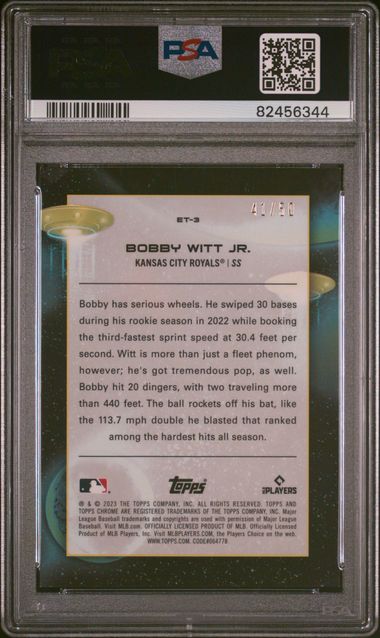 PSA
82456344
ET-3
41/50
BOBBY WITT JR.
KANSAS CITY ROYALS® | SS
Bobby has serious wheels. He swiped 30 bases
during his rookie season in 2022 while booking
the third-fastest sprint speed at 30.4 feet per
second. Witt is more than just a fleet phenom,
however; he's got tremendous pop, as well.
Bobby hit 20 dingers, with two traveling more
than 440 feet. The ball rockets off his bat, like
the 113.7 mph double he blasted that ranked
among the hardest hits all season.
Topps
PLAYERS
® & © 2023 THE TOPPS COMPANY, INC. ALL RIGHTS RESERVED. TOPPS AND
TOPPS CHROME ARE REGISTERED TRADEMARKS OF THE TOPPS COMPANY, INC. Major
League Baseball trademarks and copyrights are used with permission of Major League
Baseball. Visit MLB.com. OFFICIALLY LICENSED PRODUCT OF MLB. Officially Licensed
Product of MLB Players, Inc. Visit MLBPLAYERS.COM, the Players Choice on the web.
WWW.TOPPS.COM. CODE#064778